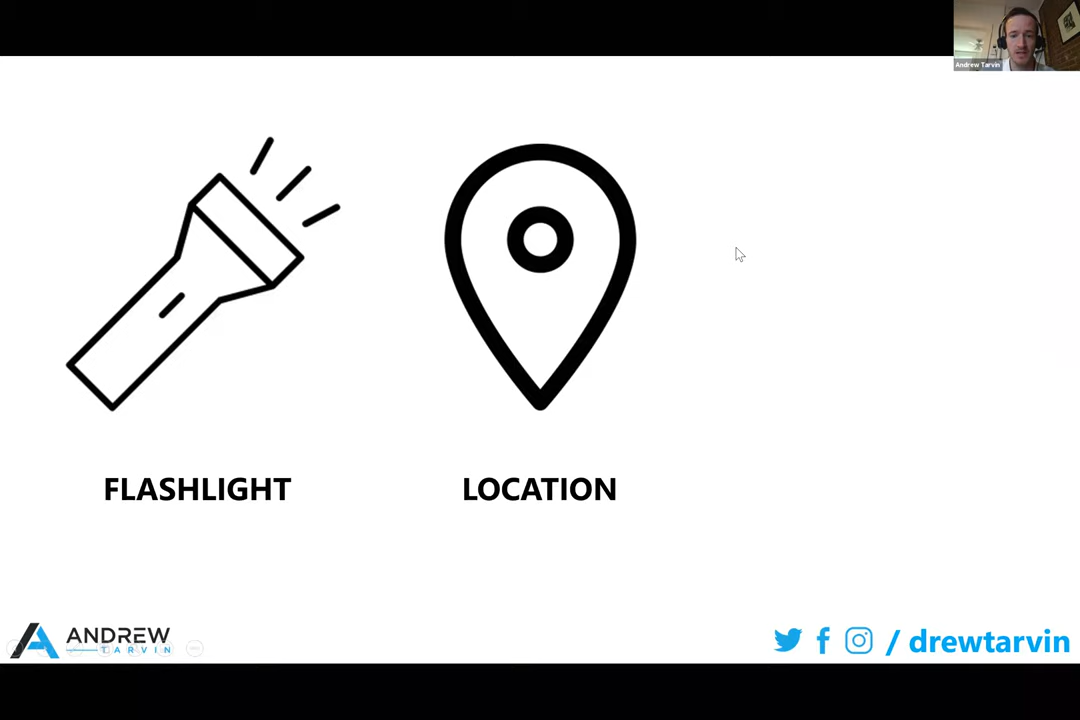 Andrew Tarvin
FLASHLIGHT
LOCATION
ANDREW
TARVIN
/ drewtarvin